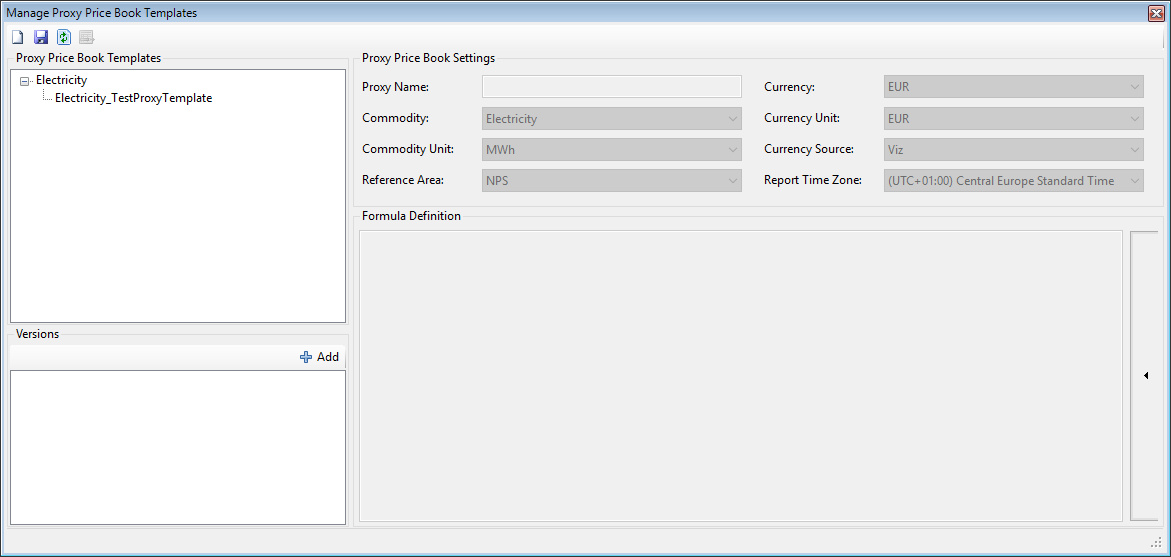 Manage Proxy Price Book Templates
Proxy Price Book Templates
Electricity
Electricity_TestProxyTemplate
Versions
Add
Proxy Price Book Settings
Proxy Name:
Currency: EUR
Commodity: Electricity
Currency Unit: EUR
Commodity Unit: MWh
Currency Source: Viz
Reference Area: NPS
Report Time Zone: (UTC+01:00) Central Europe Standard Time
Formula Definition